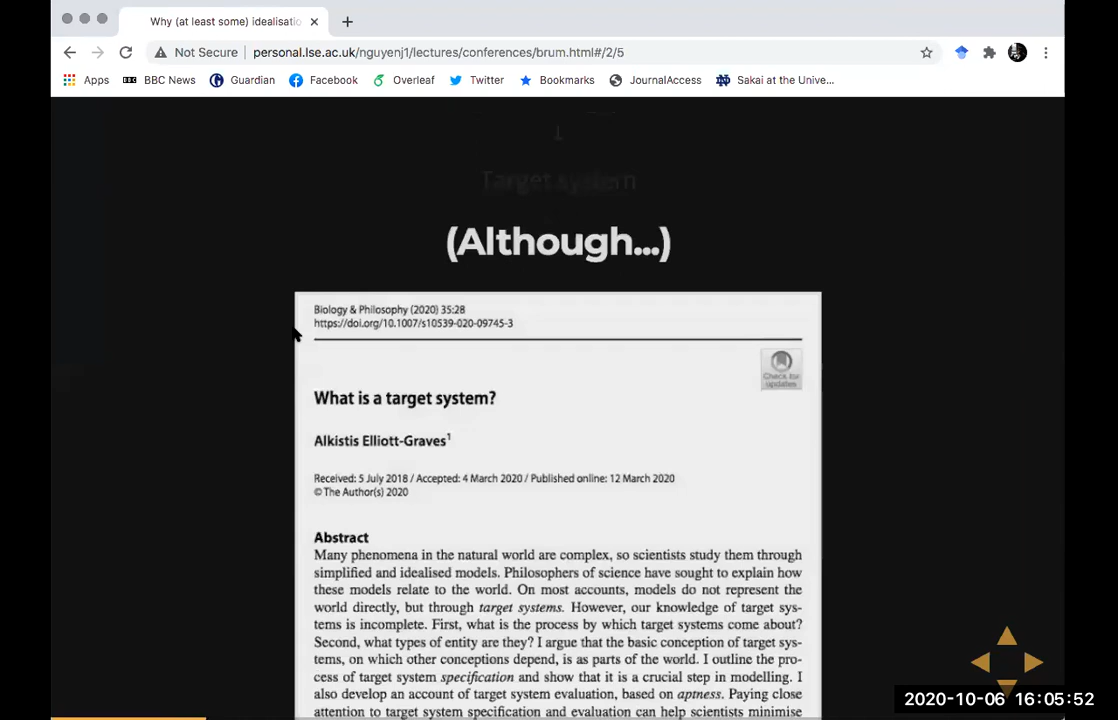 Why (at least some) idealisatio
Not Secure personal.lse.ac.uk/nguyenj1/lectures/conferences/brum.html#/2/5
Apps BBC News Guardian Facebook Overleaf Twitter Bookmarks JournalAccess Sakai at the Unive...
Target system
(Although...)
Biology & Philosophy (2020) 35:28
https://doi.org/10.1007/s10539-020-09745-3
Check for
updates
What is a target system?
Alkistis Elliott-Graves1
Received: 5 July 2018 / Accepted: 4 March 2020 / Published online: 12 March 2020
© The Author(s) 2020
Abstract
Many phenomena in the natural world are complex, so scientists study them through
simplified and idealised models. Philosophers of science have sought to explain how
these models relate to the world. On most accounts, models do not represent the
world directly, but through target systems. However, our knowledge of target sys-
tems is incomplete. First, what is the process by which target systems come about?
Second, what types of entity are they? I argue that the basic conception of target sys-
tems, on which other conceptions depend, is as parts of the world. I outline the pro-
cess of target system specification and show that it is a crucial step in modelling. I
also develop an account of target system evaluation, based on aptness. Paying close
attention to target system specification and evaluation can help scientists minimise
2020-10-06 16:05:52